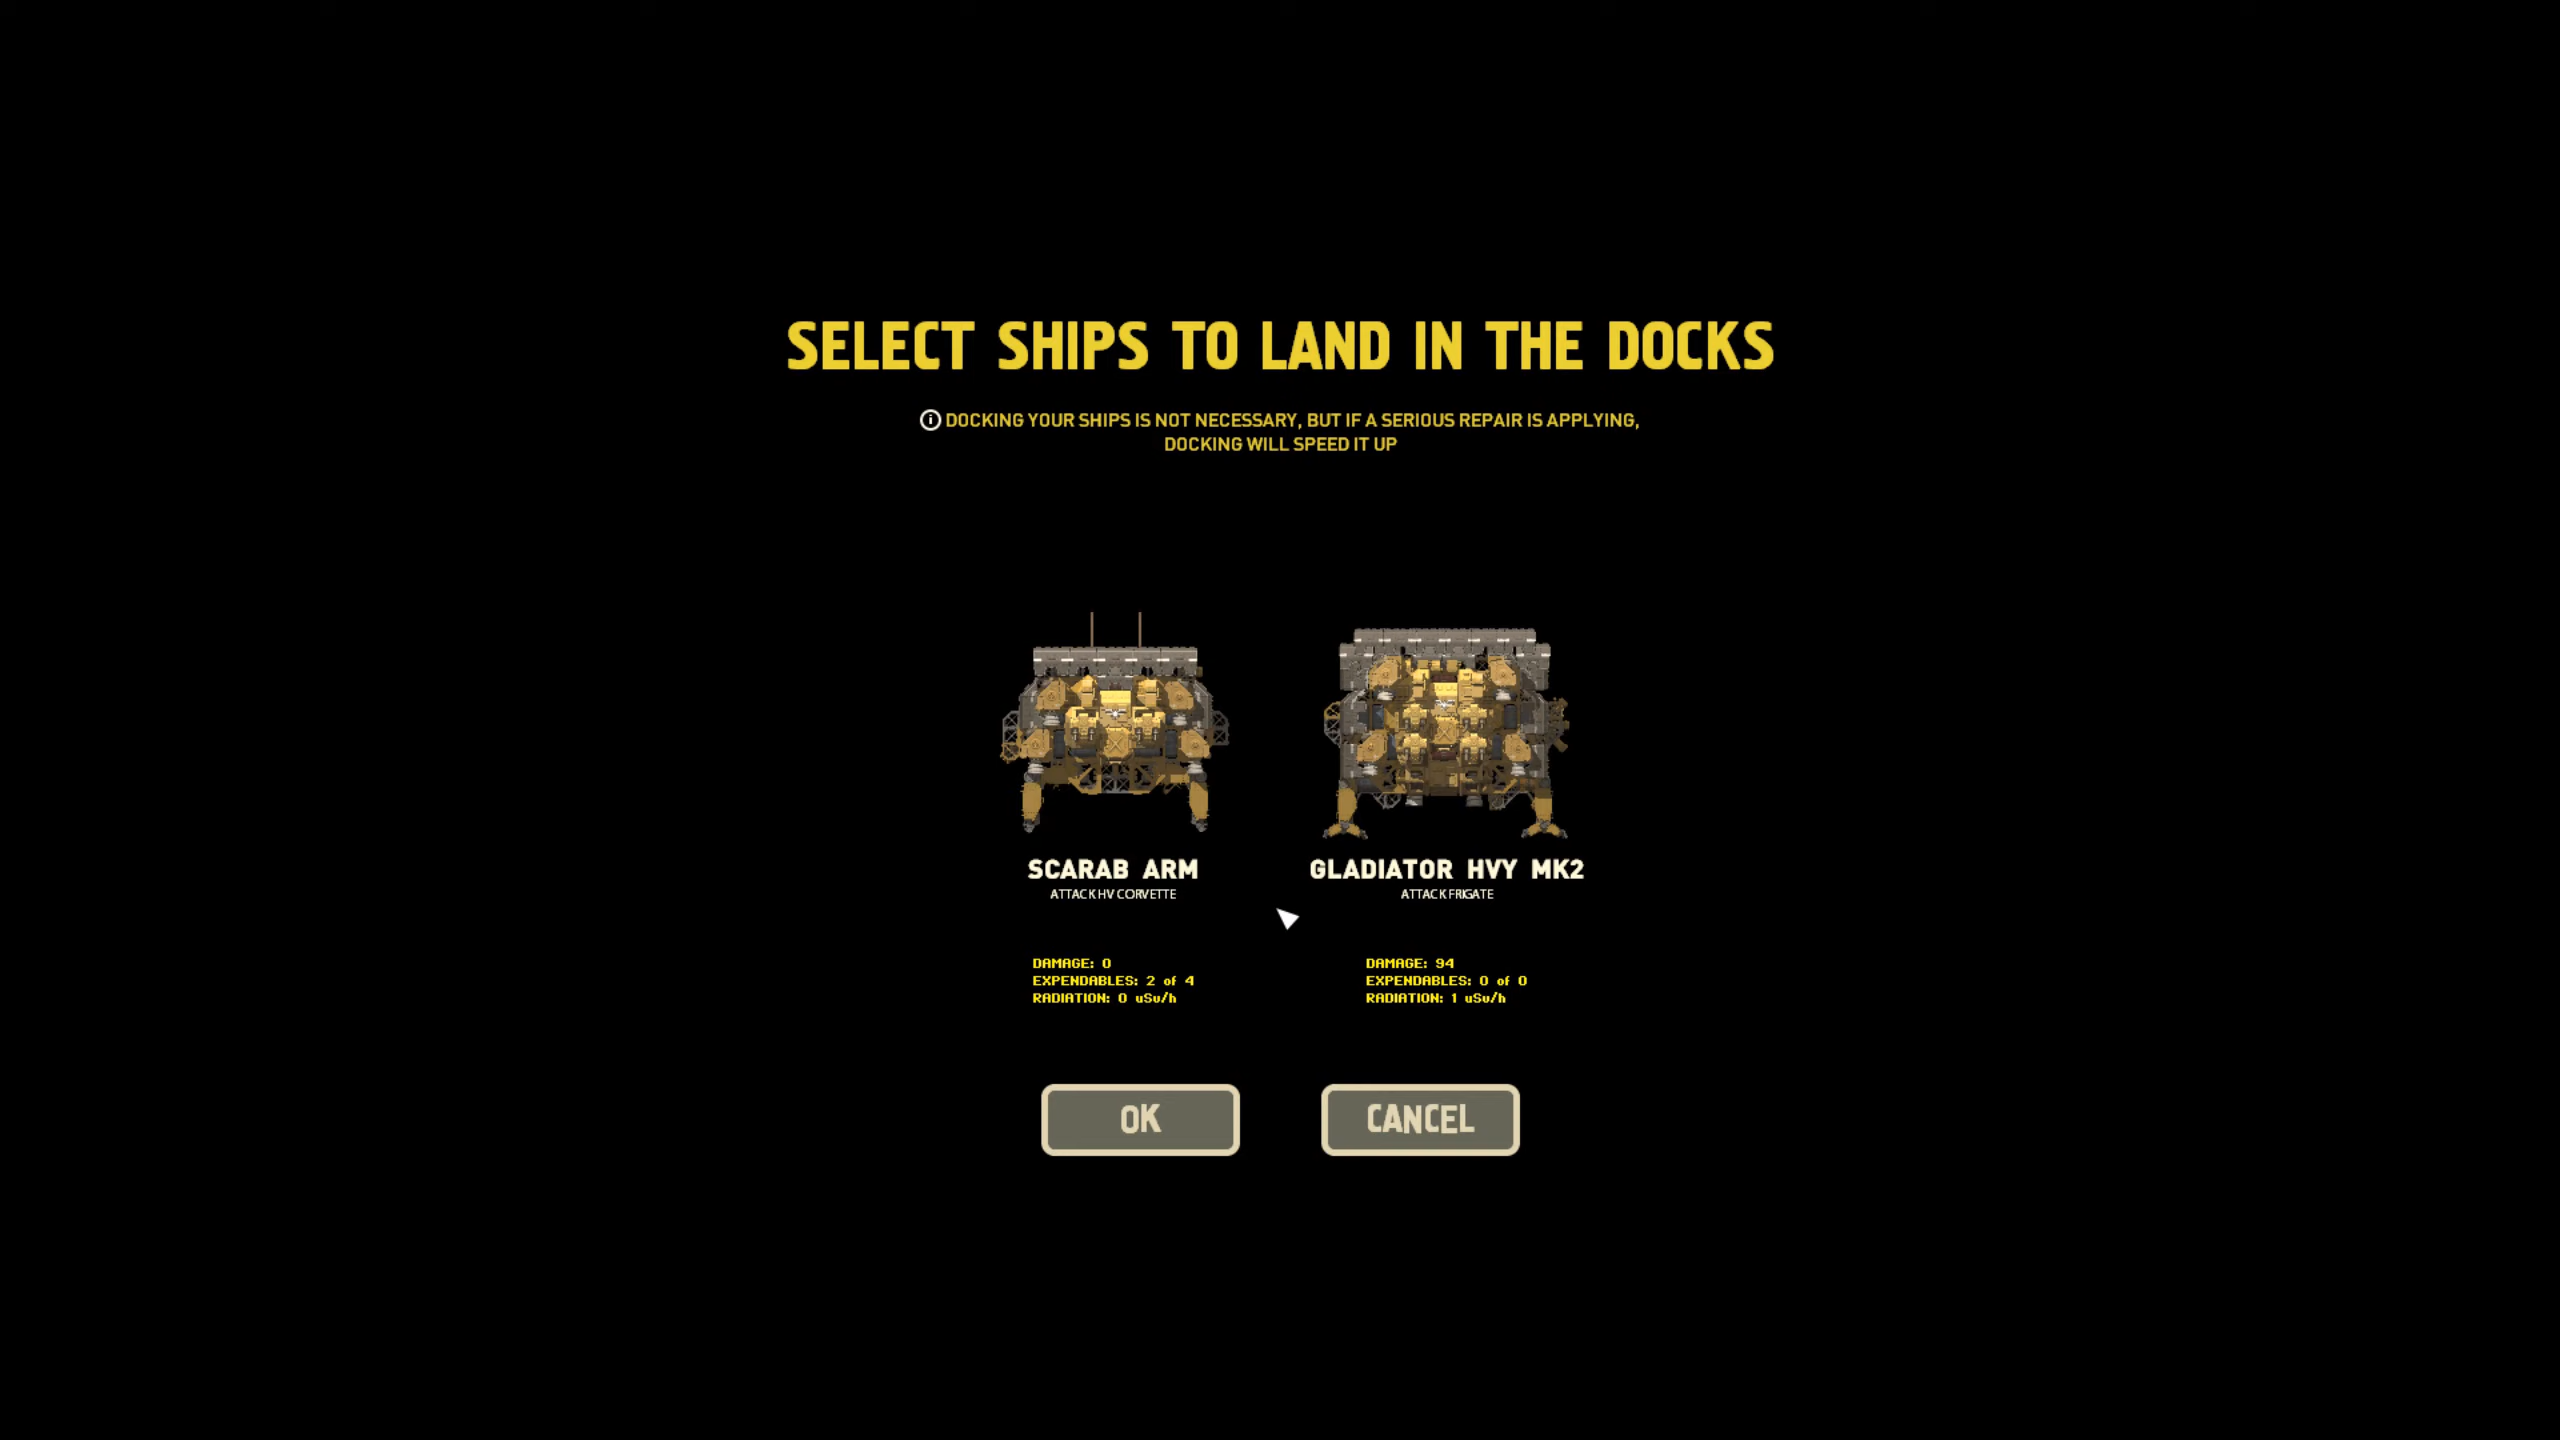 SELECT SHIPS TO LAND IN THE DOCKS
DOCKING YOUR SHIPS IS NOT NECESSARY, BUT IF A SERIOUS REPAIR IS APPLYING,
DOCKING WILL SPEED IT UP
SCARAB ARM
ATTACK HV CORVETTE
DAMAGE: 0
EXPENDABLES: 2 of 4
RADIATION: 0 uSv/h
GLADIATOR HVY MK2
ATTACK FRIGATE
DAMAGE: 94
EXPENDABLES: 0 of 0
RADIATION: 1 uSv/h
OK
CANCEL